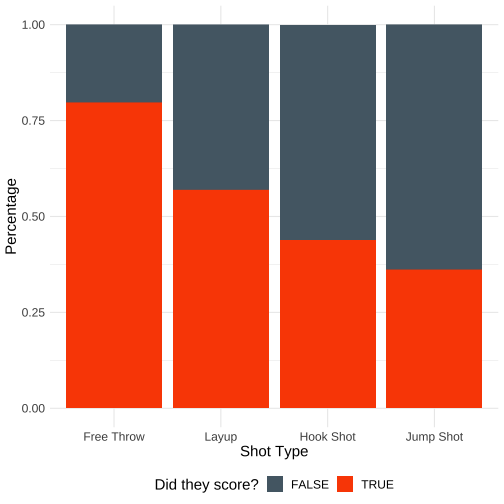 1.00
0.75
0.50
0.25
0.00
Percentage
Free Throw Layup Hook Shot Jump Shot
Shot Type
Did they score? FALSE TRUE